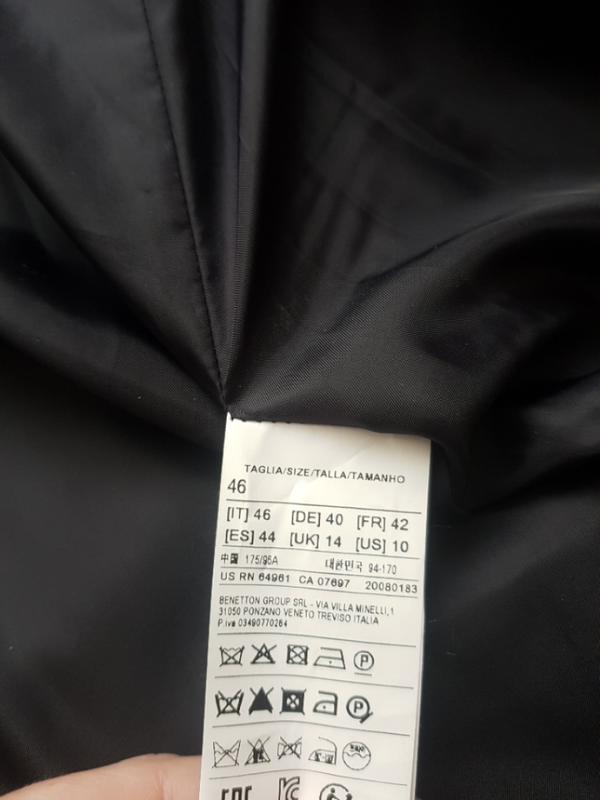 TAGLIA/SIZE/TALLA/TAMANHO
46
[IT] 46 [DE] 40 [FR] 42
[ES] 44 [UK] 14 [US] 10
中国 175/96A 대한민국 94-170
US RN 64961 CA 07697 20080183
BENETTON GROUP SRL - VIA VILLA MINELLI,1
31050 PONZANO VENETO TREVISO ITALIA
P.iva 03490770264
P
P